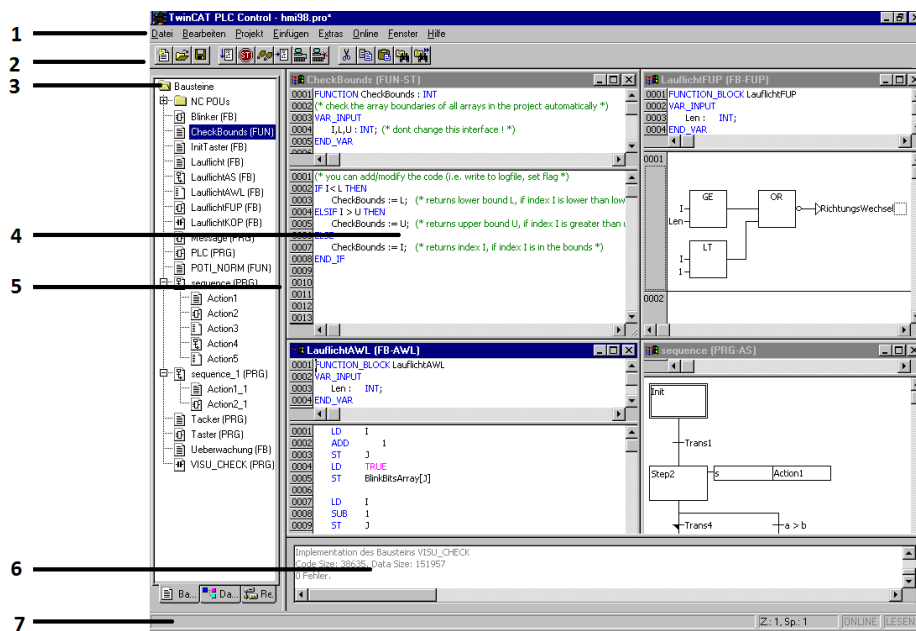 TwinCAT PLC Control - hmi98.pro*
1
Datei Bearbeiten Projekt Einfügen Extras Online Fenster Hilfe
2
3
Bausteine
NC POUs
Blinker (FB)
CheckBounds (FUN)
InitTaster (FB)
Lauflicht (FB)
LauflichtAS (FB)
LauflichtAWL (FB)
LauflichtFUP (FB)
LauflichtKOP (FB)
Message (PRG)
PLC (PRG)
POTI_NORM (FUN)
sequence (PRG)
Action1
Action2
Action3
Action4
Action5
sequence_1 (PRG)
Action1_1
Action2_1
Tacker (PRG)
Taster (PRG)
Ueberwachung (FB)
VISU_CHECK (PRG)
Ba...
Da...
Re.
4
5
CheckBounds (FUN-ST)
0001 FUNCTION CheckBounds : INT
0002 (* check the array boundaries of all arrays in the project automatically *)
0003 VAR_INPUT
0004 I,L,U : INT; (* dont change this interface ! *)
0005 END_VAR
0006
0001 (* you can add/modify the code (i.e. write to logfile, set flag *)
0002 IF I< L THEN
0003 CheckBounds := L; (* returns lower bound L, if index I is lower than low
0004 ELSIF I > U THEN
0005 CheckBounds := U; (* returns upper bound U, if index I is greater than u
0006 ELSE
0007 CheckBounds := I; (* returns index I, if index I is in the bounds *)
0008 END_IF
0009
0010
0011
0012
0013
LauflichtFUP (FB-FUP)
0001 FUNCTION_BLOCK LauflichtFUP
0002 VAR_INPUT
0003 Len : INT;
0004 END_VAR
0001
GE
OR
I
Len
RichtungsWechsel
LT
I
1
0002
LauflichtAWL (FB-AWL)
0001 FUNCTION_BLOCK LauflichtAWL
0002 VAR_INPUT
0003 Len : INT;
0004 END_VAR
0001 LD I
0002 ADD 1
0003 ST J
0004 LD TRUE
0005 ST BlinkBitsArray[J]
0006
0007 LD I
0008 SUB 1
0009 ST J
sequence (PRG-AS)
Init
Trans1
Step2
s Action1
Trans4
a > b
6
Implementation des Bausteins VISU_CHECK
Code Size: 38635, Data Size: 151957
0 Fehler.
7
Z.: 1, Sp.: 1 ONLINE LESEN